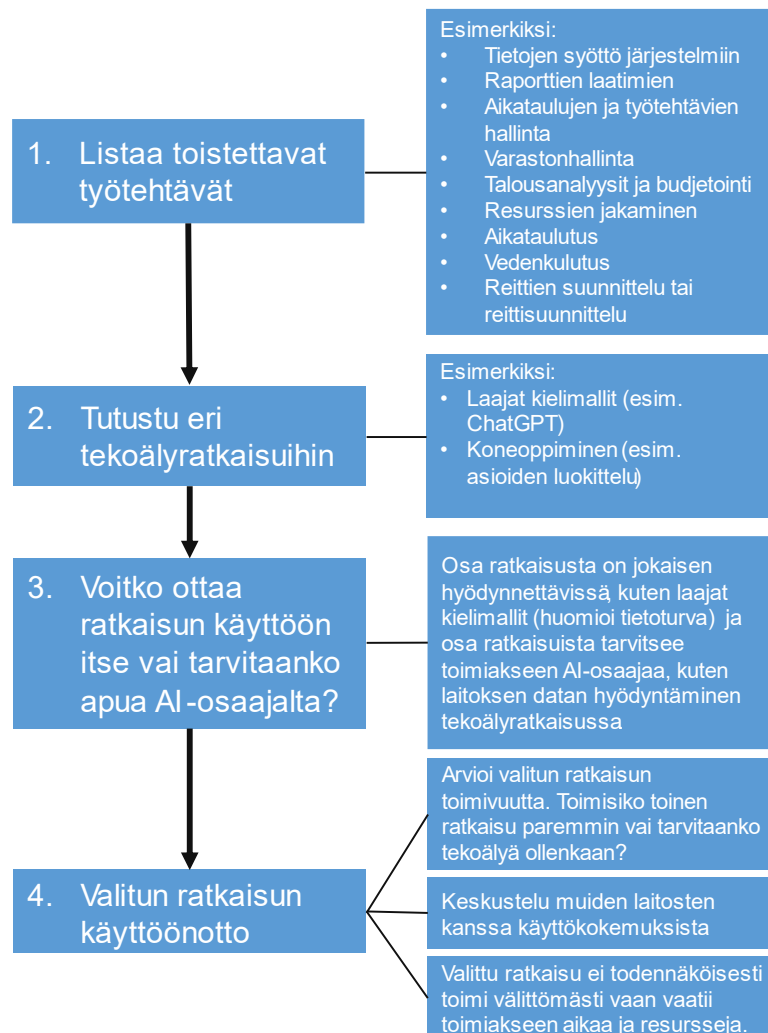 1. Listaa toistettavat
työtehtävät
Esimerkiksi:
• Tietojen syöttö järjestelmiin
• Raporttien laatimien
• Aikataulujen ja työtehtävien
hallinta
• Varastonhallinta
• Talousanalyysit ja budjetointi
• Resurssien jakaminen
• Aikataulutus
• Vedenkulutus
• Reittien suunnittelu tai
reittisuunnittelu
2. Tutustu eri
tekoälyratkaisuihin
Esimerkiksi:
• Laajat kielimallit (esim.
ChatGPT)
• Koneoppiminen (esim.
asioiden luokittelu)
3. Voitko ottaa
ratkaisun käyttöön
itse vai tarvitaanko
apua AI-osaajalta?
Osa ratkaisusta on jokaisen
hyödynnettävissä, kuten laajat
kielimallit (huomioi tietoturva) ja
osa ratkaisuista tarvitsee
toimiakseen AI-osaajaa, kuten
laitoksen datan hyödyntäminen
tekoälyratkaisussa
4. Valitun ratkaisun
käyttöönotto
Arvioi valitun ratkaisun
toimivuutta. Toimisiko toinen
ratkaisu paremmin vai tarvitaanko
tekoälyä ollenkaan?
Keskustelu muiden laitosten
kanssa käyttökokemuksista
Valittu ratkaisu ei todennäköisesti
toimi välittömästi vaan vaatii
toimiakseen aikaa ja resursseja.